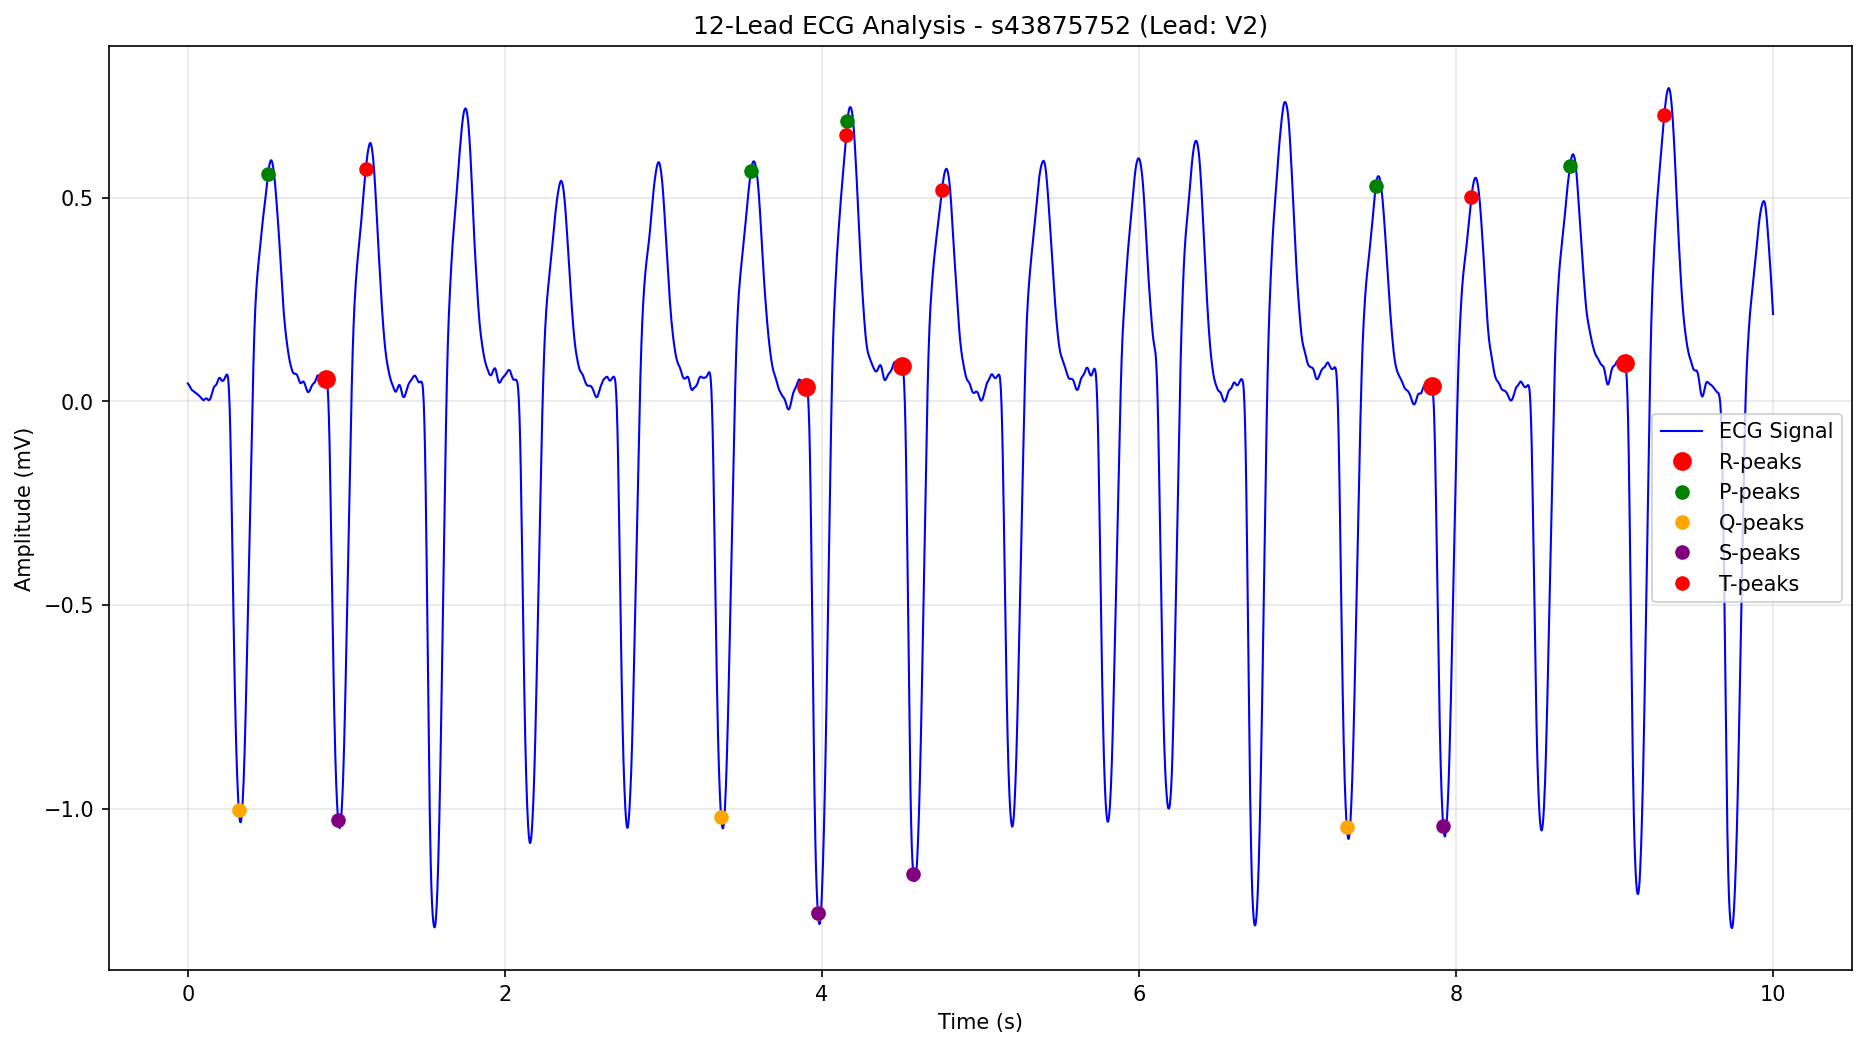 12-Lead ECG Analysis - s43875752 (Lead: V2)
Amplitude (mV)
0.5
0.0
−0.5
−1.0
ECG Signal
R-peaks
P-peaks
Q-peaks
S-peaks
T-peaks
0 2 4 6 8 10
Time (s)